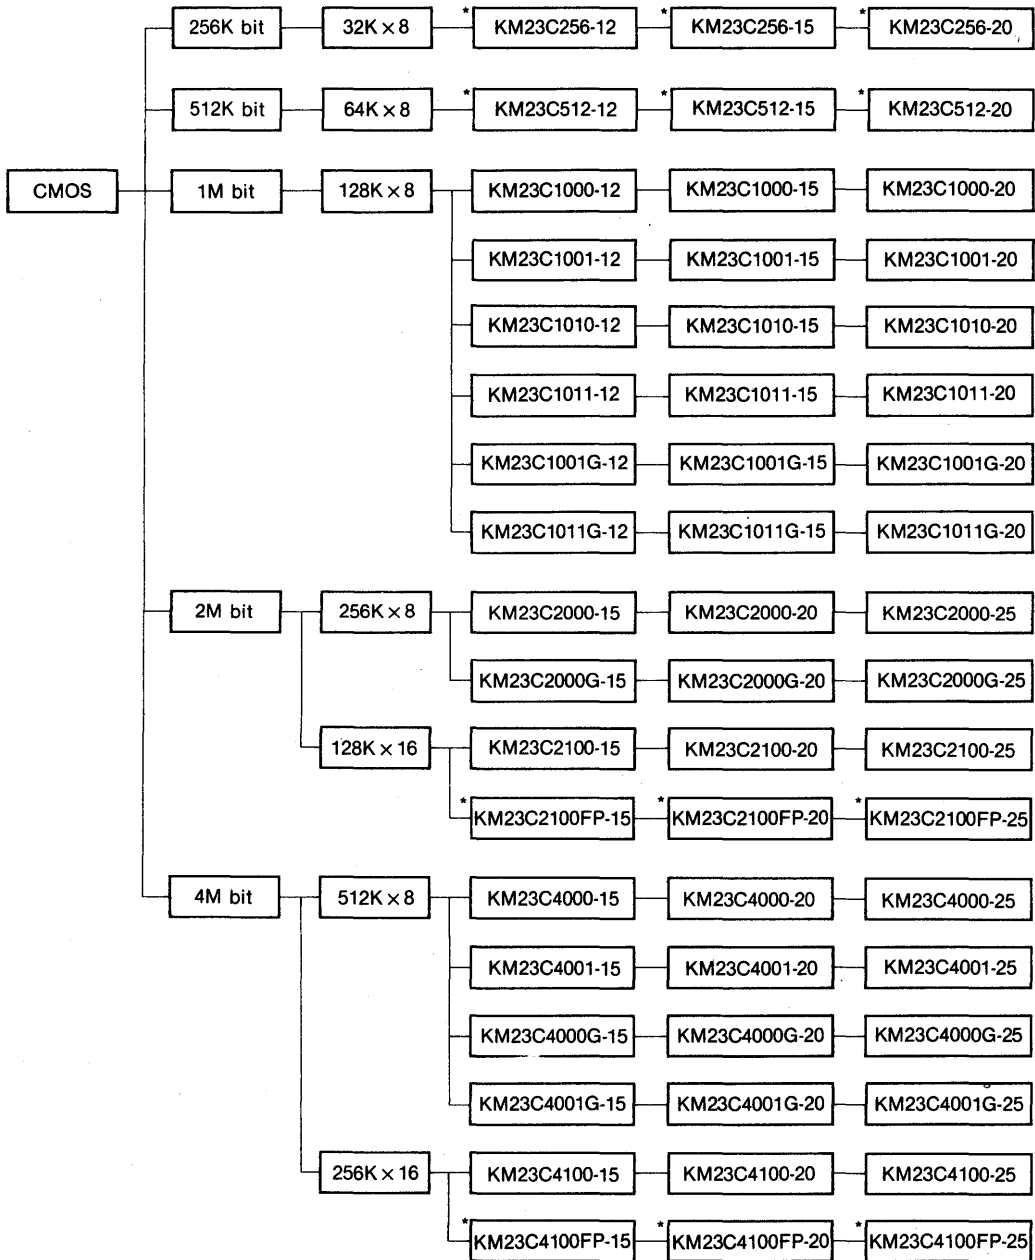 256K bit 32K × 8 * KM23C256-12 * KM23C256-15 * KM23C256-20
512K bit 64K × 8 * KM23C512-12 * KM23C512-15 * KM23C512-20
CMOS 1M bit 128K × 8 KM23C1000-12 KM23C1000-15 KM23C1000-20
KM23C1001-12 KM23C1001-15 KM23C1001-20
KM23C1010-12 KM23C1010-15 KM23C1010-20
KM23C1011-12 KM23C1011-15 KM23C1011-20
KM23C1001G-12 KM23C1001G-15 KM23C1001G-20
KM23C1011G-12 KM23C1011G-15 KM23C1011G-20
2M bit 256K × 8 KM23C2000-15 KM23C2000-20 KM23C2000-25
KM23C2000G-15 KM23C2000G-20 KM23C2000G-25
128K × 16 KM23C2100-15 KM23C2100-20 KM23C2100-25
* KM23C2100FP-15 * KM23C2100FP-20 * KM23C2100FP-25
4M bit 512K × 8 KM23C4000-15 KM23C4000-20 KM23C4000-25
KM23C4001-15 KM23C4001-20 KM23C4001-25
KM23C4000G-15 KM23C4000G-20 KM23C4000G-25
KM23C4001G-15 KM23C4001G-20 KM23C4001G-25
256K × 16 KM23C4100-15 KM23C4100-20 KM23C4100-25
* KM23C4100FP-15 * KM23C4100FP-20 * KM23C4100FP-25